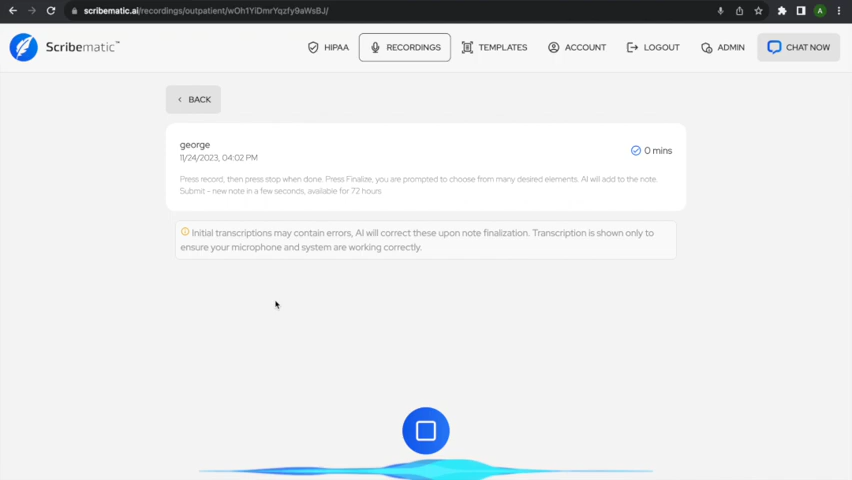 scribematic.ai/recordings/outpatient/wOh1YiDmrYqzfy9aWsBJ/
A
Scribematic™
HIPAA
RECORDINGS
TEMPLATES
ACCOUNT
LOGOUT
ADMIN
CHAT NOW
BACK
george
11/24/2023, 04:02 PM
0 mins
Press record, then press stop when done. Press Finalize, you are prompted to choose from many desired elements. AI will add to the note.
Submit - new note in a few seconds, available for 72 hours
Initial transcriptions may contain errors, AI will correct these upon note finalization. Transcription is shown only to
ensure your microphone and system are working correctly.